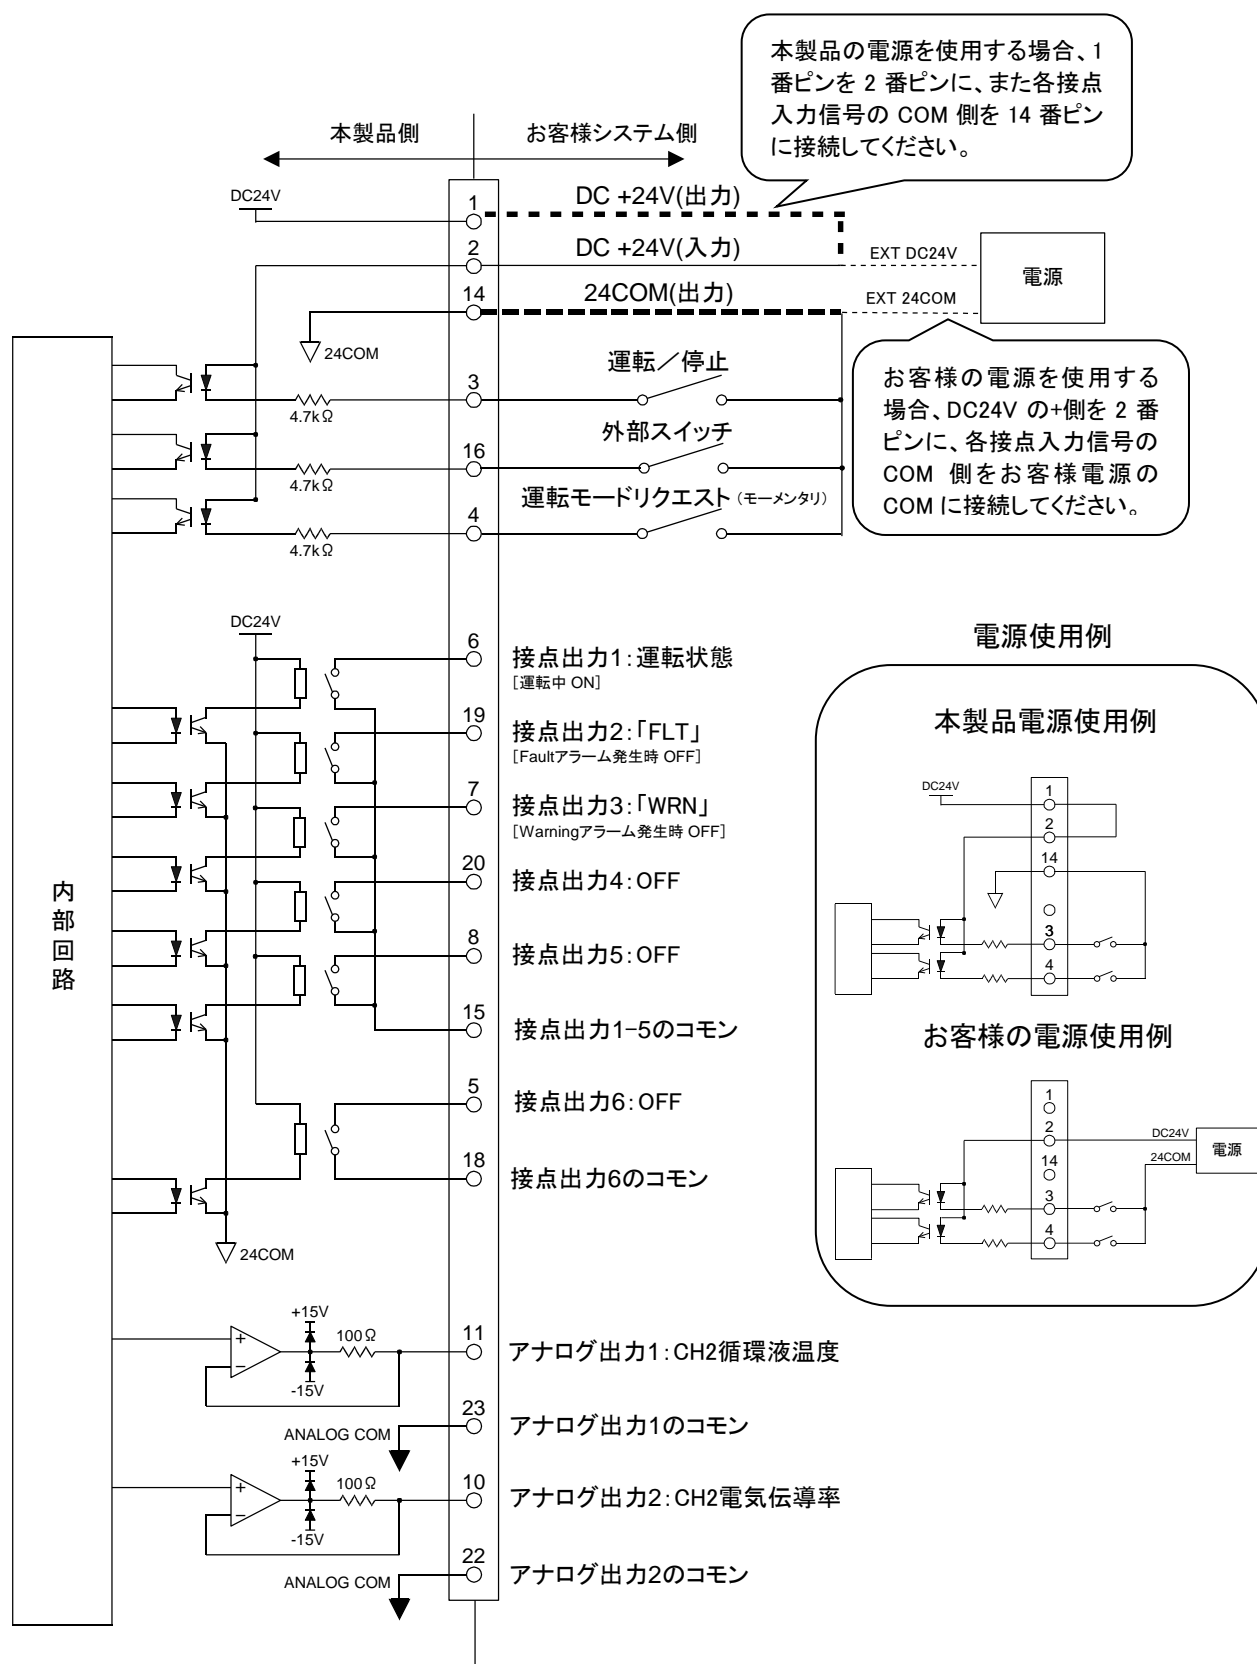 本製品の電源を使用する場合、1
番ピンを 2 番ピンに、また各接点
入力信号の COM 側を 14 番ピン
に接続してください。
本製品側
お客様システム側
DC24V
1
DC +24V(出力)
2
DC +24V(入力)
EXT DC24V
電源
14
24COM(出力)
EXT 24COM
24COM
お客様の電源を使用する
場合、DC24V の+側を 2 番
ピンに、各接点入力信号の
COM 側をお客様電源の
COM に接続してください。
3
運転／停止
4.7kΩ
16
外部スイッチ
4.7kΩ
4
運転モードリクエスト (モーメンタリ)
4.7kΩ
内部回路
DC24V
6
接点出力1:運転状態
[運転中 ON]
19
接点出力2:「FLT」
[Faultアラーム発生時 OFF]
7
接点出力3:「WRN」
[Warningアラーム発生時 OFF]
20
接点出力4:OFF
8
接点出力5:OFF
15
接点出力1-5のコモン
5
接点出力6:OFF
18
接点出力6のコモン
24COM
+15V
100Ω
+
−
-15V
11
アナログ出力1:CH2循環液温度
23
アナログ出力1のコモン
ANALOG COM
+15V
100Ω
+
−
-15V
10
アナログ出力2:CH2電気伝導率
22
アナログ出力2のコモン
ANALOG COM
電源使用例
本製品電源使用例
DC24V
1
2
14
3
4
お客様の電源使用例
1
2
DC24V
電源
24COM
14
3
4